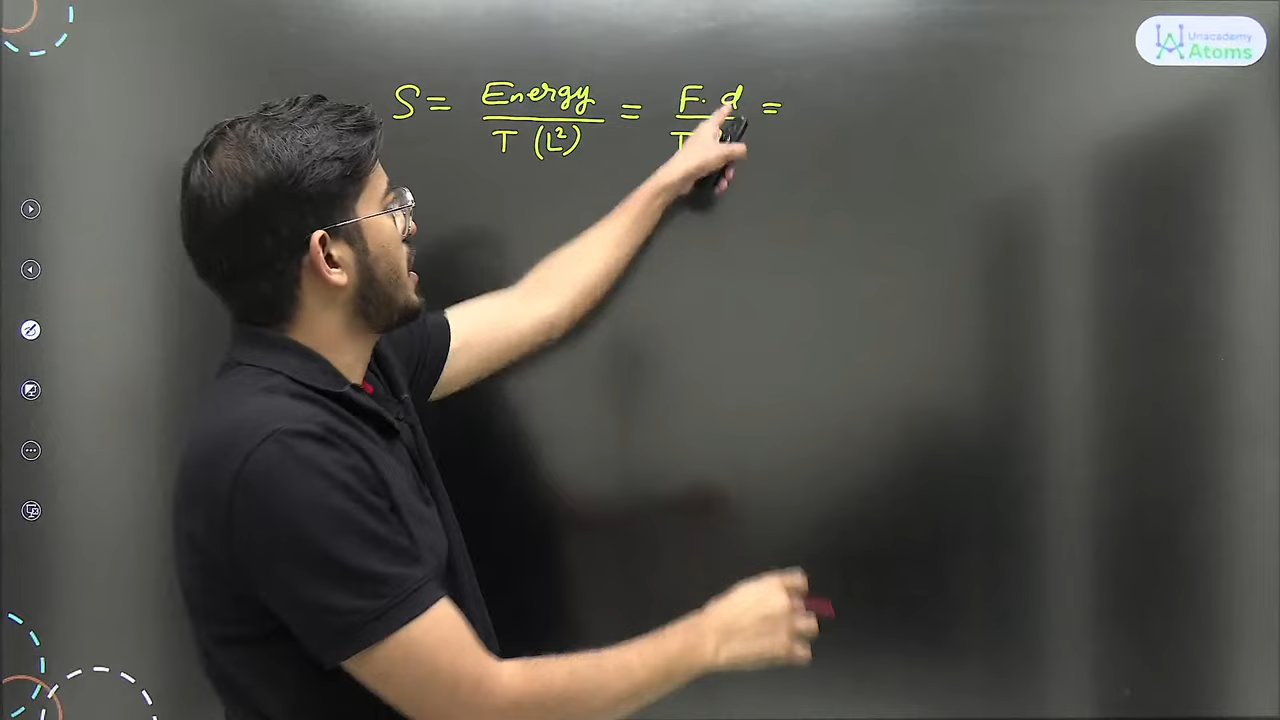 Unacademy
Atoms
S = Energy / T (L²) = F. d / T =